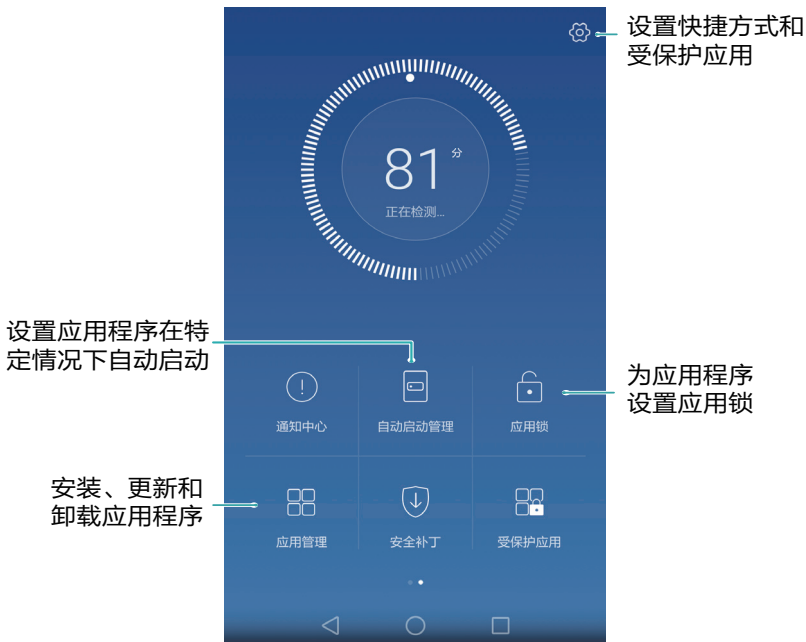 设置快捷方式和
受保护应用
81分
正在检测...
设置应用程序在特
定情况下自动启动
为应用程序
设置应用锁
通知中心
自动启动管理
应用锁
安装、更新和
卸载应用程序
应用管理
安全补丁
受保护应用